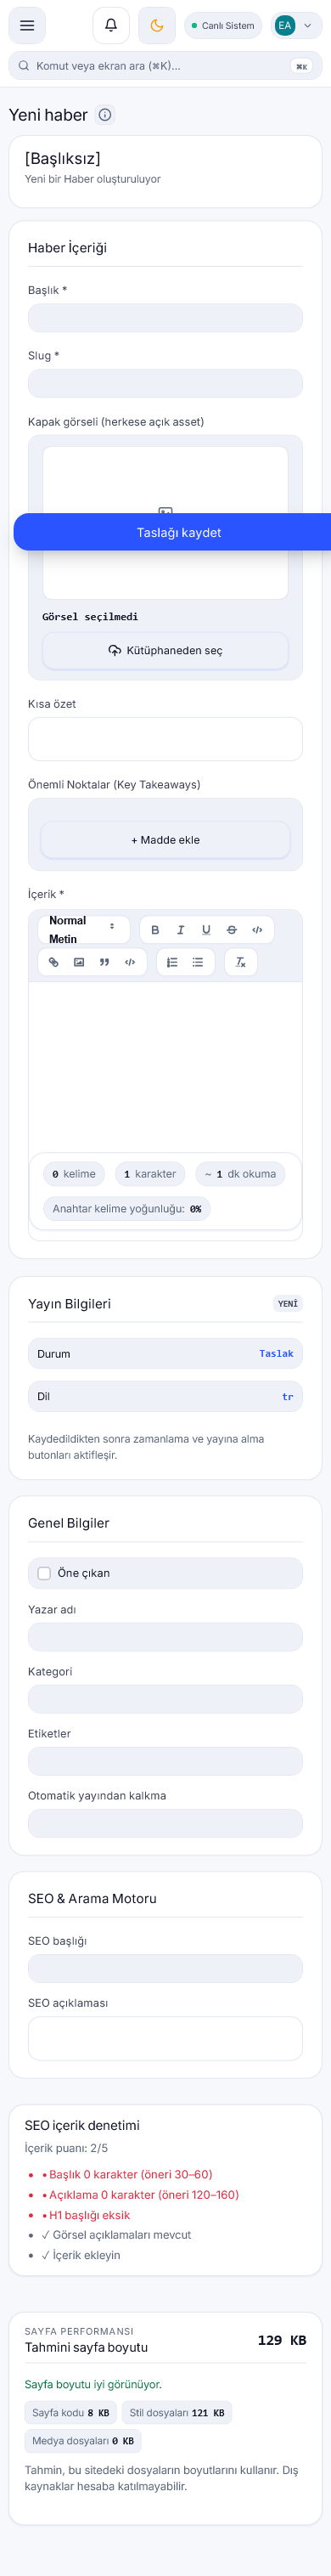 Canlı Sistem
EA
Komut veya ekran ara (⌘K)...
⌘K
Yeni haber
[Başlıksız]
Yeni bir Haber oluşturuluyor
Haber İçeriği
Başlık *
Slug *
Kapak görseli (herkese açık asset)
Taslağı kaydet
Görsel seçilmedi
Kütüphaneden seç
Kısa özet
Önemli Noktalar (Key Takeaways)
+ Madde ekle
İçerik *
Normal
Metin
0 kelime
1 karakter
~ 1 dk okuma
Anahtar kelime yoğunluğu: 0%
Yayın Bilgileri
YENİ
Durum
Taslak
Dil
tr
Kaydedildikten sonra zamanlama ve yayına alma
butonları aktifleşir.
Genel Bilgiler
Öne çıkan
Yazar adı
Kategori
Etiketler
Otomatik yayından kalkma
SEO & Arama Motoru
SEO başlığı
SEO açıklaması
SEO içerik denetimi
İçerik puanı: 2/5
• • Başlık 0 karakter (öneri 30–60)
• • Açıklama 0 karakter (öneri 120–160)
• • H1 başlığı eksik
• ✓ Görsel açıklamaları mevcut
• ✓ İçerik ekleyin
SAYFA PERFORMANSI
Tahmini sayfa boyutu
129 KB
Sayfa boyutu iyi görünüyor.
Sayfa kodu 8 KB
Stil dosyaları 121 KB
Medya dosyaları 0 KB
Tahmin, bu sitedeki dosyaların boyutlarını kullanır. Dış
kaynaklar hesaba katılmayabilir.